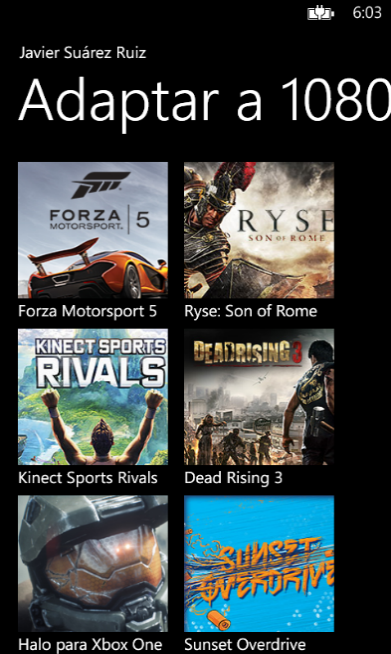 6:03
Javier Suárez Ruiz
Adaptar a 1080
FORZA
MOTORSPORT 5
RYSE
SON OF ROME
Forza Motorsport 5
Ryse: Son of Rome
KINECT SPORTS
RIVALS
DEADRISING 3
Kinect Sports Rivals
Dead Rising 3
SUNSET
OVERDRIVE
Halo para Xbox One
Sunset Overdrive